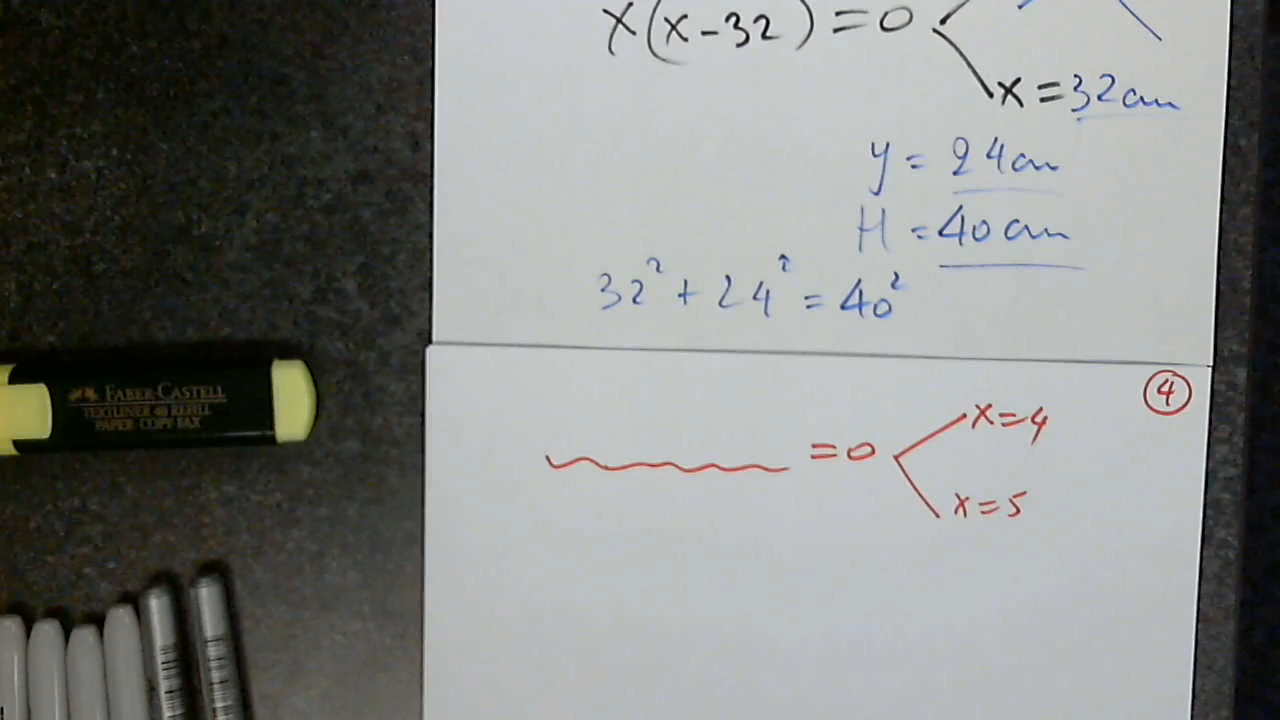 x(x-32)=0
x=32cm
y=24cm
H=40cm
32²+24²=40²
4
x=4
=0
x=5
FABER-CASTELL
TEXTLINER 48 REFILL
PAPER COPY FAX